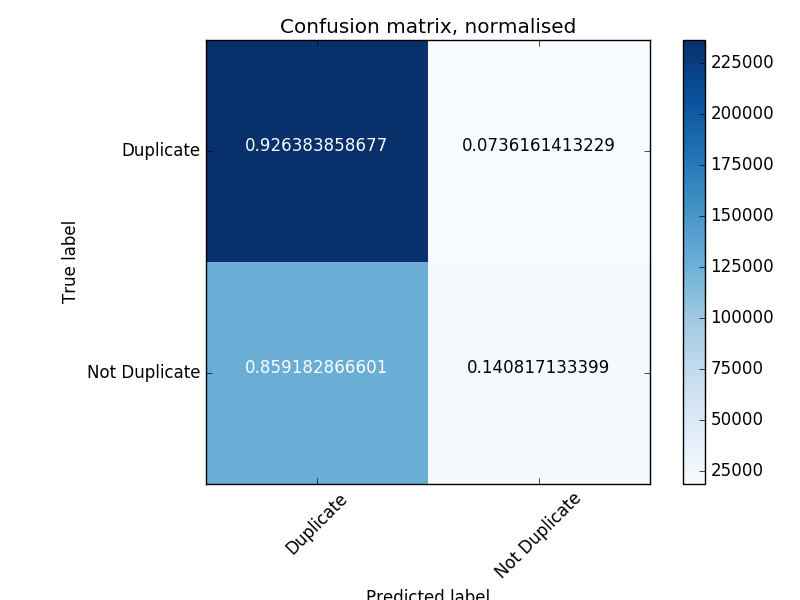 Confusion matrix, normalised
Duplicate
0.926383858677
0.0736161413229
Not Duplicate
0.859182866601
0.140817133399
True label
Duplicate
Not Duplicate
Predicted label
225000
200000
175000
150000
125000
100000
75000
50000
25000